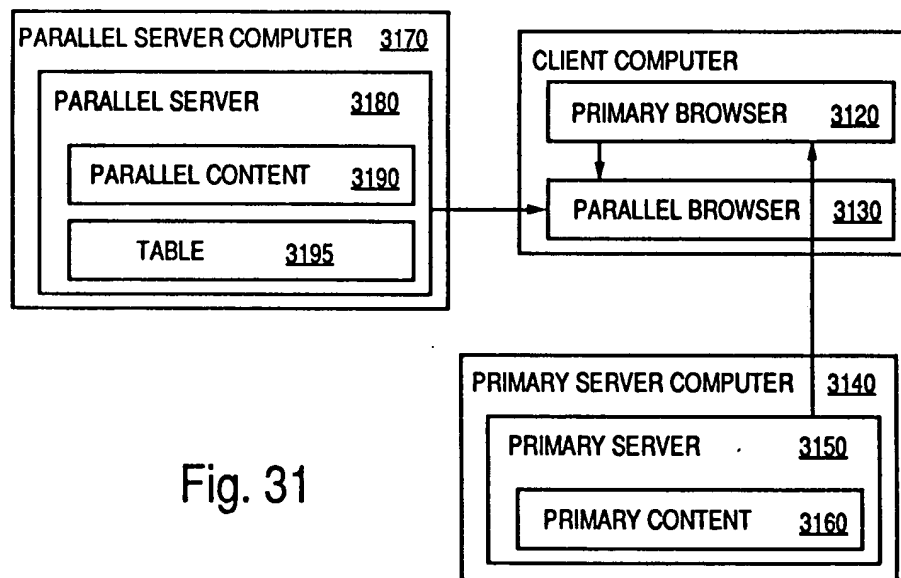 PARALLEL SERVER COMPUTER 3170
PARALLEL SERVER 3180
PARALLEL CONTENT 3190
TABLE 3195
CLIENT COMPUTER
PRIMARY BROWSER 3120
PARALLEL BROWSER 3130
PRIMARY SERVER COMPUTER 3140
PRIMARY SERVER 3150
PRIMARY CONTENT 3160
Fig. 31